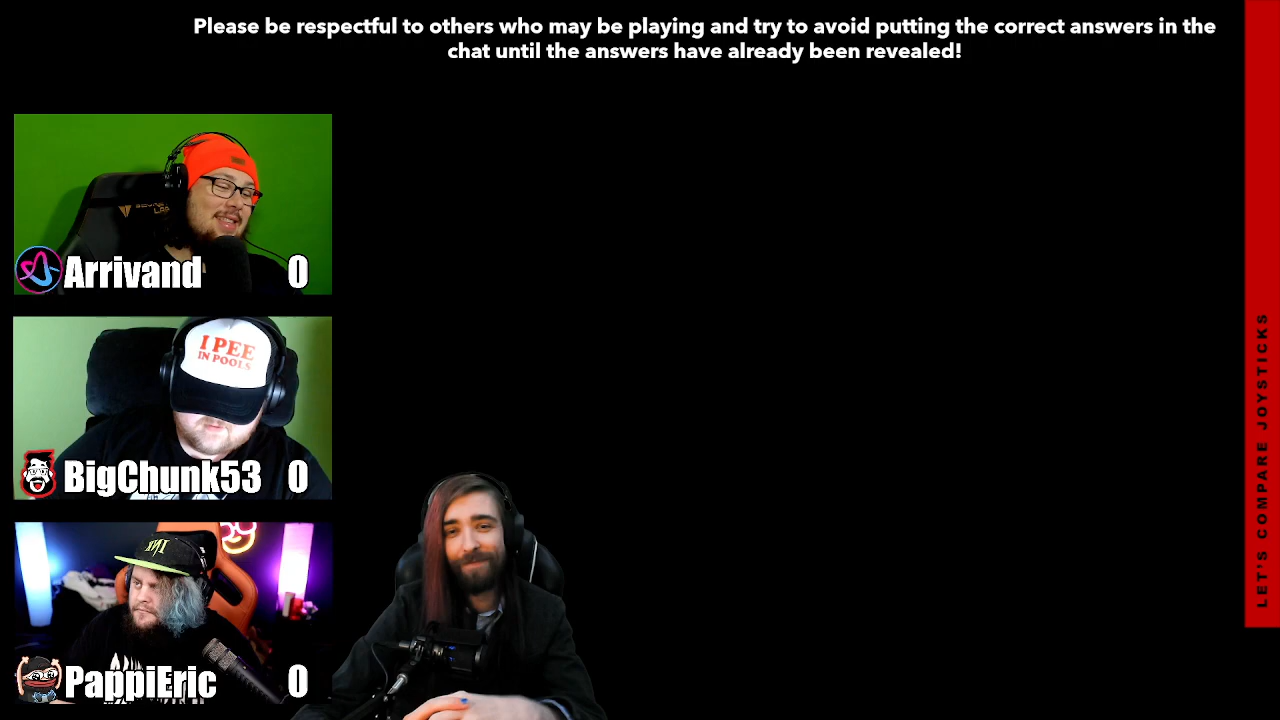 Please be respectful to others who may be playing and try to avoid putting the correct answers in the
chat until the answers have already been revealed!
Arrivand 0
I PEE
IN POOLS
BigChunk53 0
PappiEric 0
LET'S COMPARE JOYSTICKS